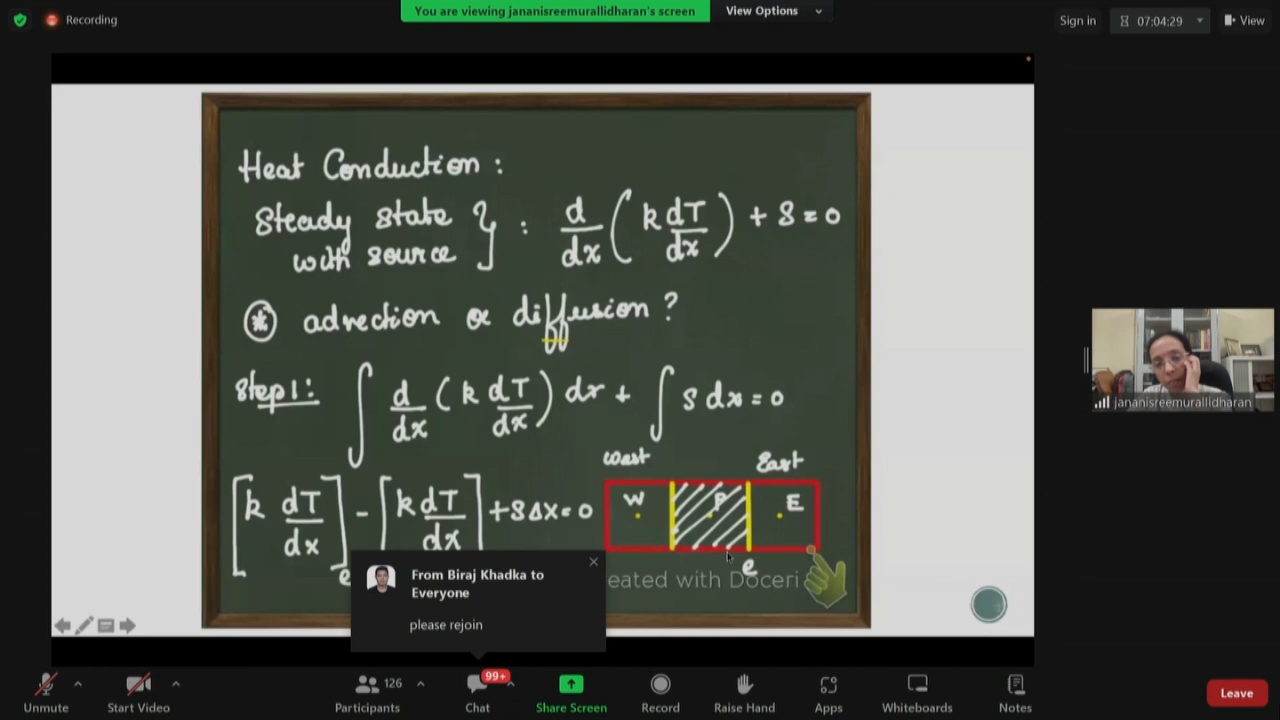 Recording
You are viewing jananisreemurallidharan's screen
View Options
Sign in
07:04:29
View
Heat Conduction:
Steady state
with source } : d/dx ( k dT/dx ) + S = 0
* advection or diffusion?
Step 1: ∫ d/dx ( k dT/dx ) dx + ∫ S dx = 0
West
East
[ k dT/dx ]e - [ k dT/dx ] + S Δx = 0
W
P
E
e
eated with Doceri
From Biraj Khadka to
Everyone
please rejoin
jananisreemurallidharan
Unmute
Start Video
126
Participants
99+
Chat
Share Screen
Record
Raise Hand
Apps
Whiteboards
Notes
Leave